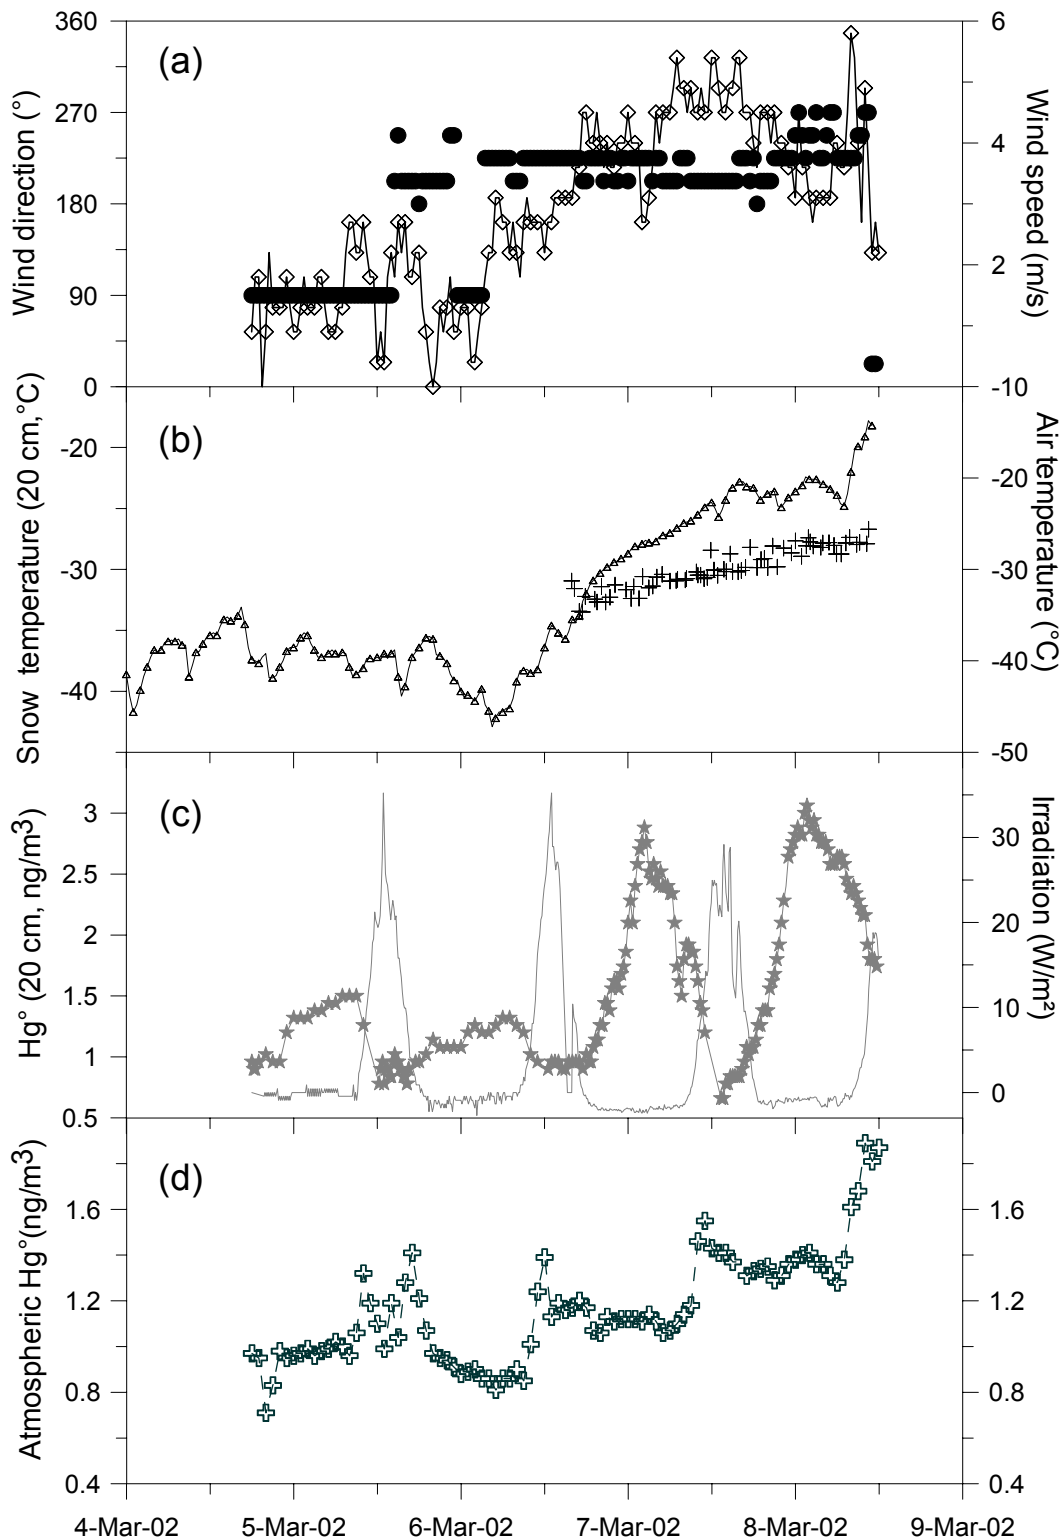 360
270
180
90
0
Wind direction (°)
(a)
6
4
2
-10
Wind speed (m/s)
-20
-30
-40
Snow temperature (20 cm,°C)
(b)
-20
-30
-40
-50
Air temperature (°C)
3
2.5
2
1.5
1
0.5
Hg° (20 cm, ng/m3)
(c)
30
20
10
0
Irradiation (W/m²)
1.6
1.2
0.8
0.4
Atmospheric Hg°(ng/m3)
(d)
1.6
1.2
0.8
0.4
4-Mar-02 5-Mar-02 6-Mar-02 7-Mar-02 8-Mar-02 9-Mar-02